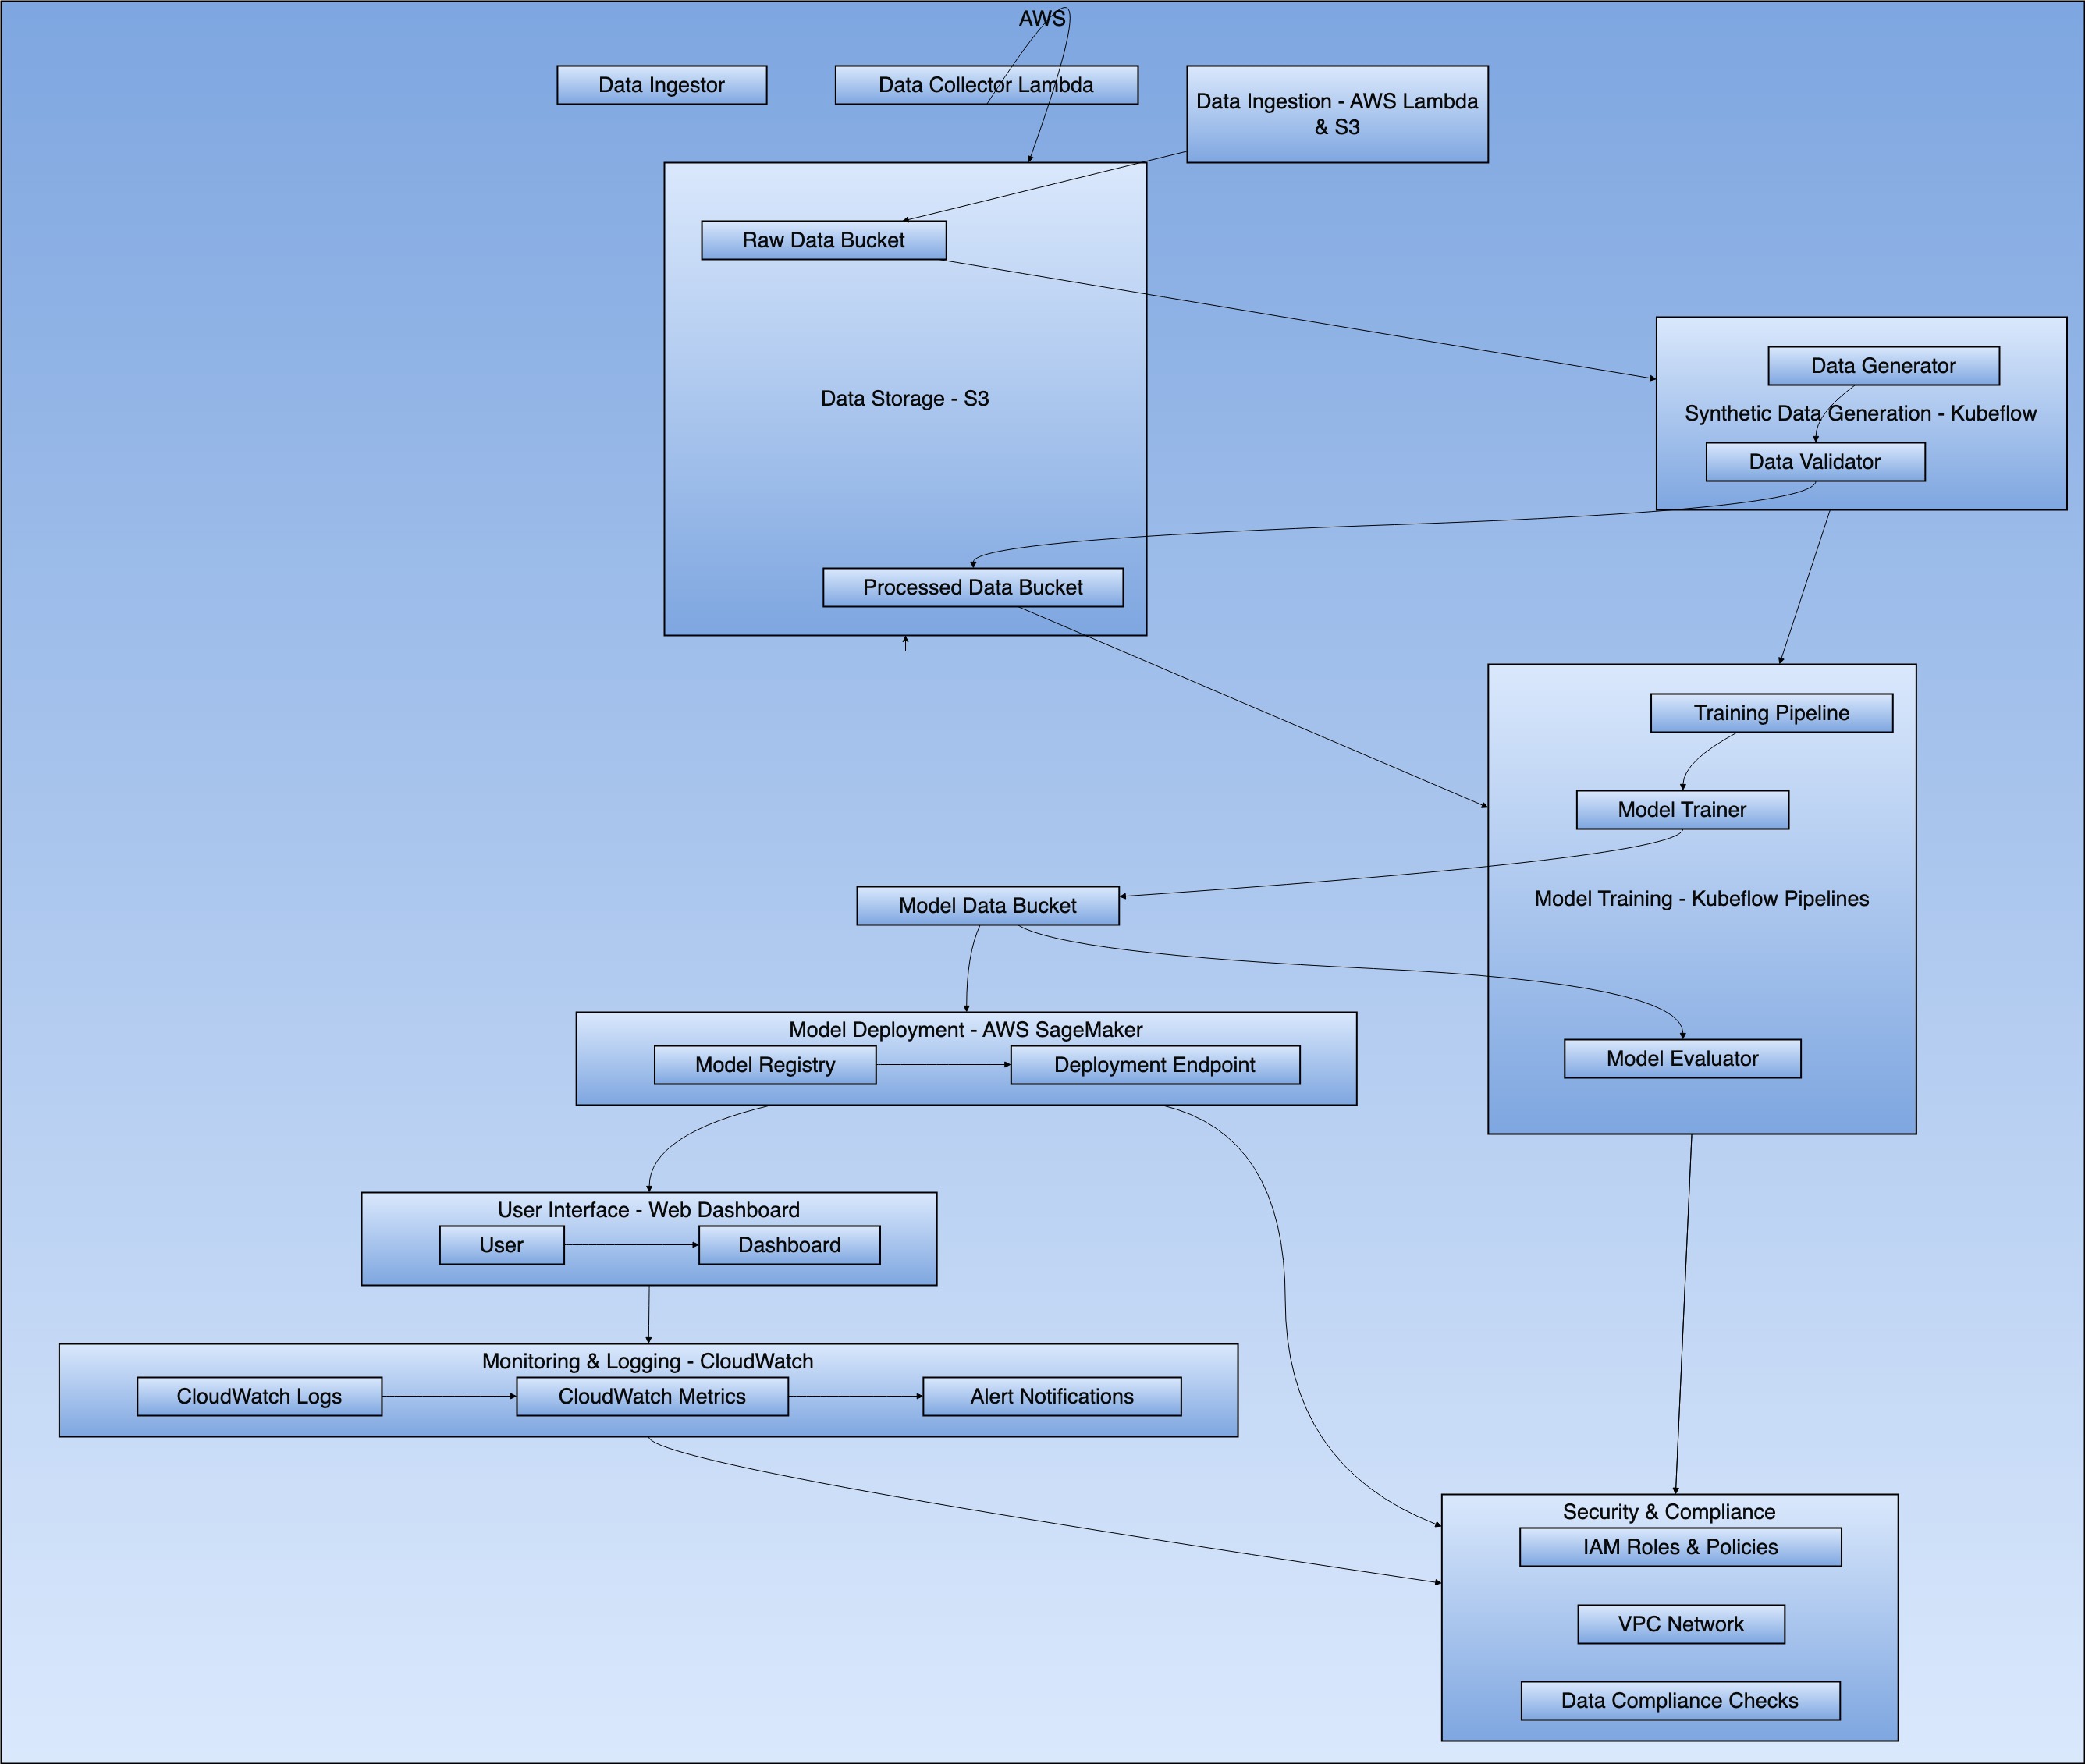 AWS
Data Ingestor
Data Collector Lambda
Data Ingestion - AWS Lambda
& S3
Raw Data Bucket
Data Storage - S3
Processed Data Bucket
Data Generator
Synthetic Data Generation - Kubeflow
Data Validator
Training Pipeline
Model Trainer
Model Training - Kubeflow Pipelines
Model Evaluator
Model Data Bucket
Model Deployment - AWS SageMaker
Model Registry
Deployment Endpoint
User Interface - Web Dashboard
User
Dashboard
Monitoring & Logging - CloudWatch
CloudWatch Logs
CloudWatch Metrics
Alert Notifications
Security & Compliance
IAM Roles & Policies
VPC Network
Data Compliance Checks